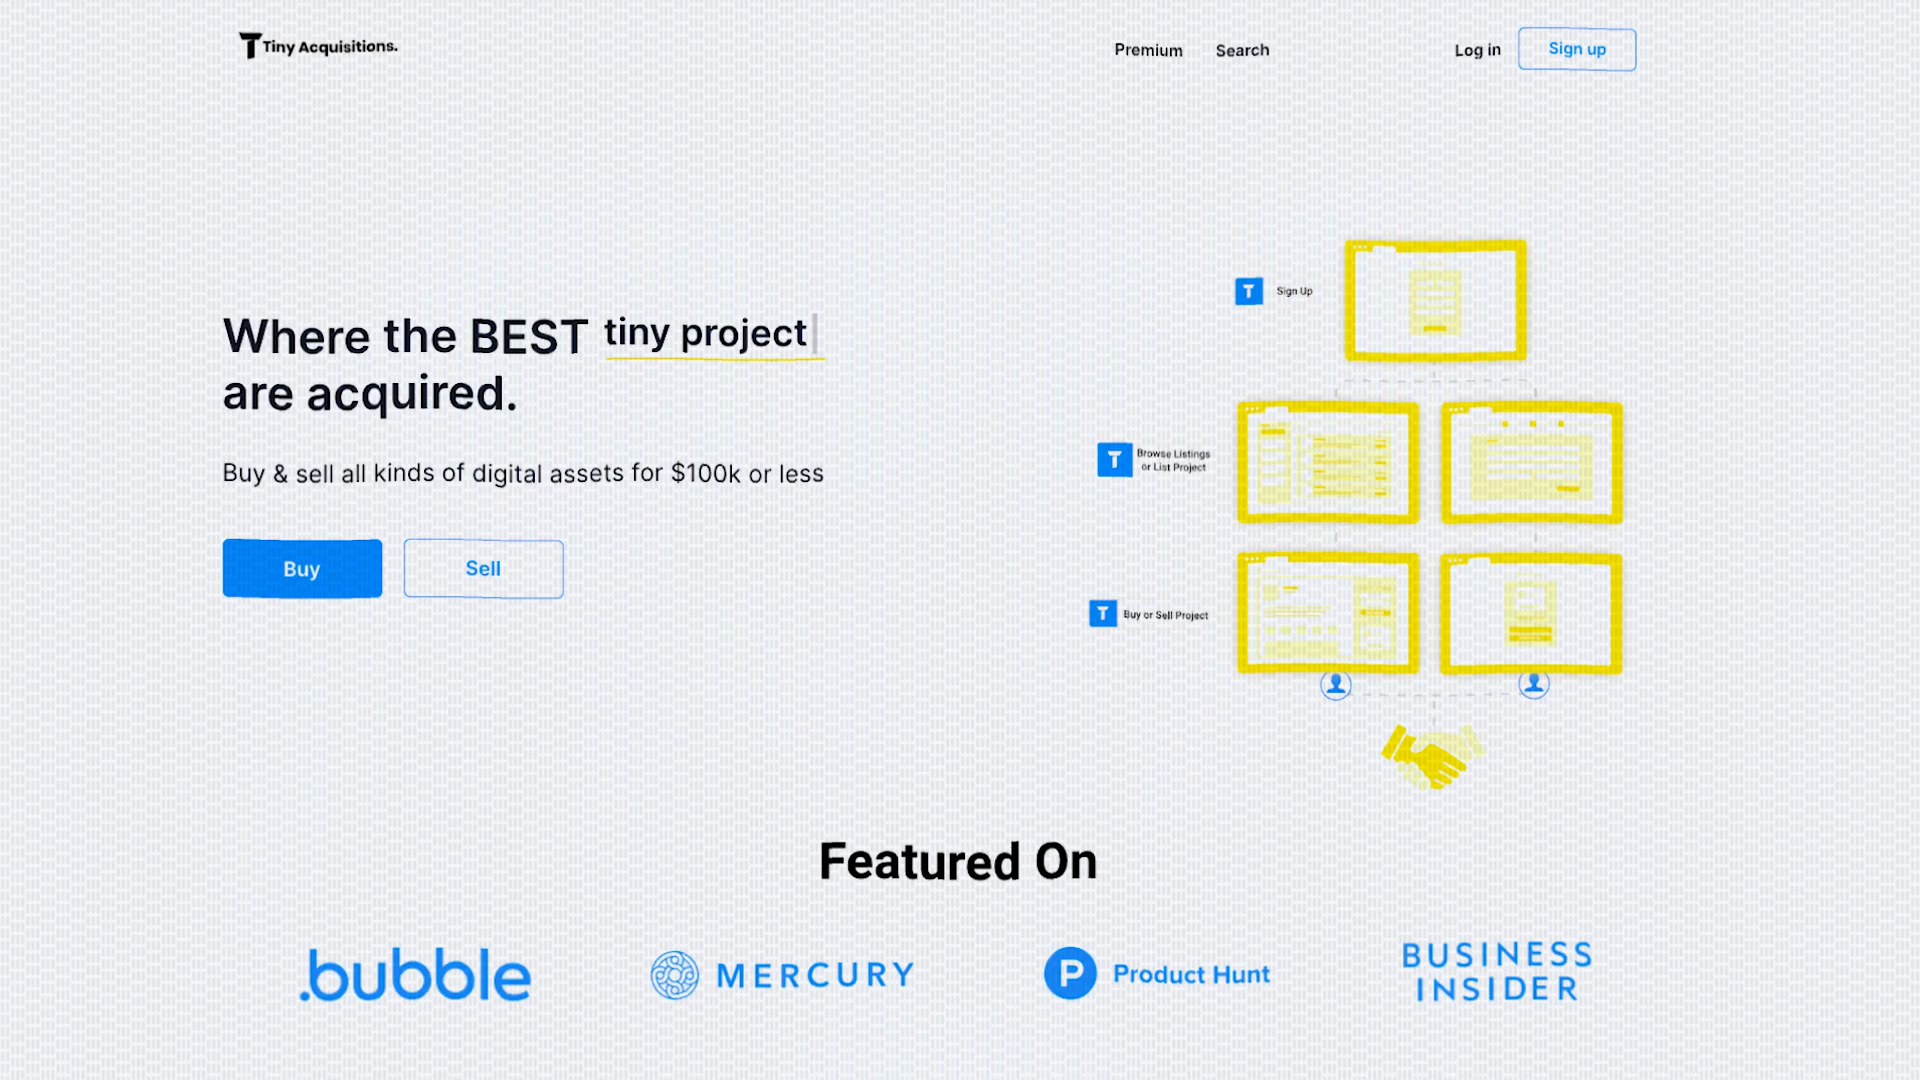 Tiny Acquisitions.
Premium
Search
Log in
Sign up
Where the BEST tiny project
are acquired.
Buy & sell all kinds of digital assets for $100k or less
Buy
Sell
Sign Up
Browse Listings
or List Project
Buy or Sell Project
Featured On
.bubble
MERCURY
Product Hunt
BUSINESS
INSIDER